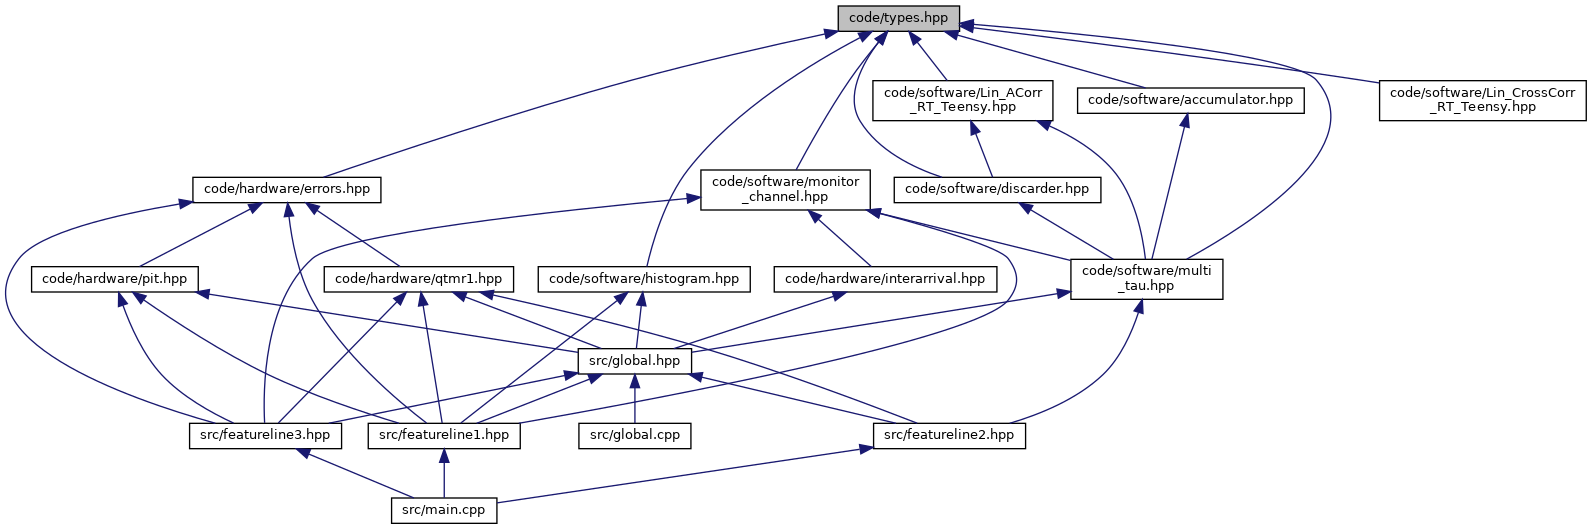 code/types.hpp
code/software/Lin_ACorr
_RT_Teensy.hpp
code/software/accumulator.hpp
code/software/Lin_CrossCorr
_RT_Teensy.hpp
code/hardware/errors.hpp
code/software/monitor
_channel.hpp
code/software/discarder.hpp
code/hardware/pit.hpp
code/hardware/qtmr1.hpp
code/software/histogram.hpp
code/hardware/interarrival.hpp
code/software/multi
_tau.hpp
src/global.hpp
src/featureline3.hpp
src/featureline1.hpp
src/global.cpp
src/featureline2.hpp
src/main.cpp